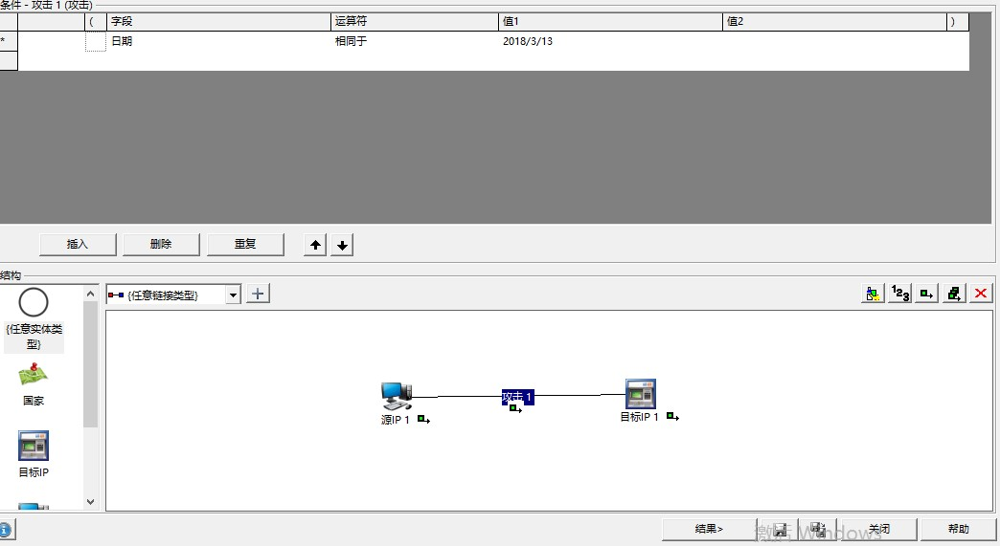 条件 - 攻击 1 (攻击)
( 字段 运算符 值1 值2 )
* 日期 相同于 2018/3/13
插入 删除 重复
结构
{任意链接类型}
{任意实体类
型}
国家
目标IP
123
源IP 1
攻击 1
目标IP 1
结果> 关闭 帮助
激活 Windows